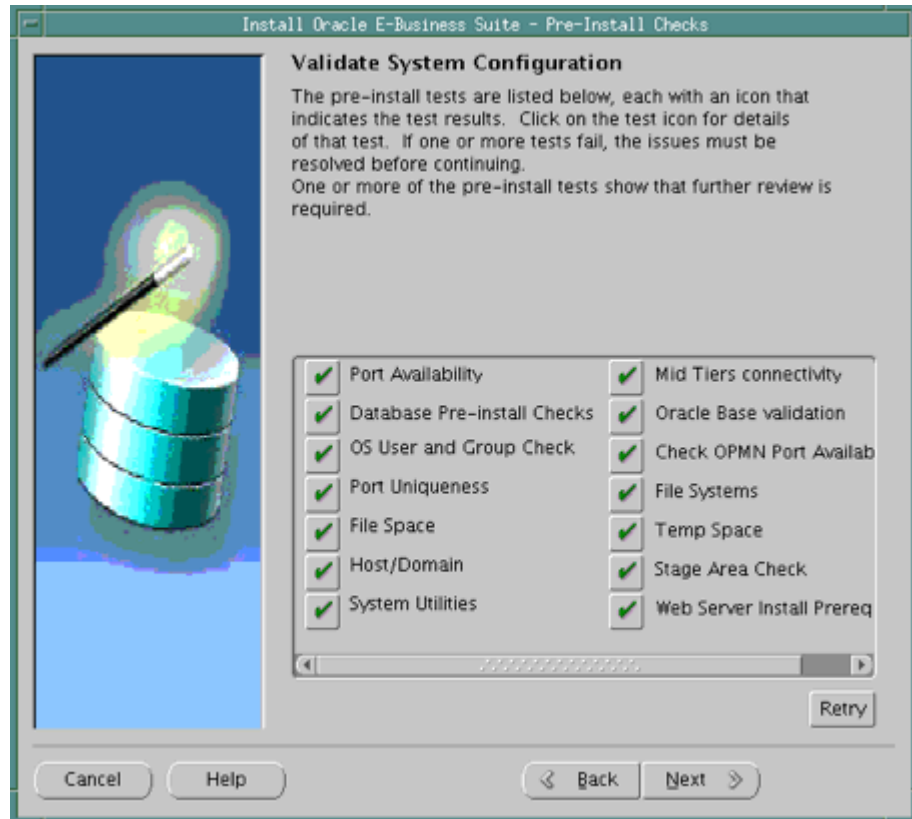 Install Oracle E-Business Suite - Pre-Install Checks
Validate System Configuration
The pre-install tests are listed below, each with an icon that
indicates the test results. Click on the test icon for details
of that test. If one or more tests fail, the issues must be
resolved before continuing.
One or more of the pre-install tests show that further review is
required.
Port Availability
Mid Tiers connectivity
Database Pre-install Checks
Oracle Base validation
OS User and Group Check
Check OPMN Port Availab
Port Uniqueness
File Systems
File Space
Temp Space
Host/Domain
Stage Area Check
System Utilities
Web Server Install Prereq
Retry
Cancel
Help
Back
Next